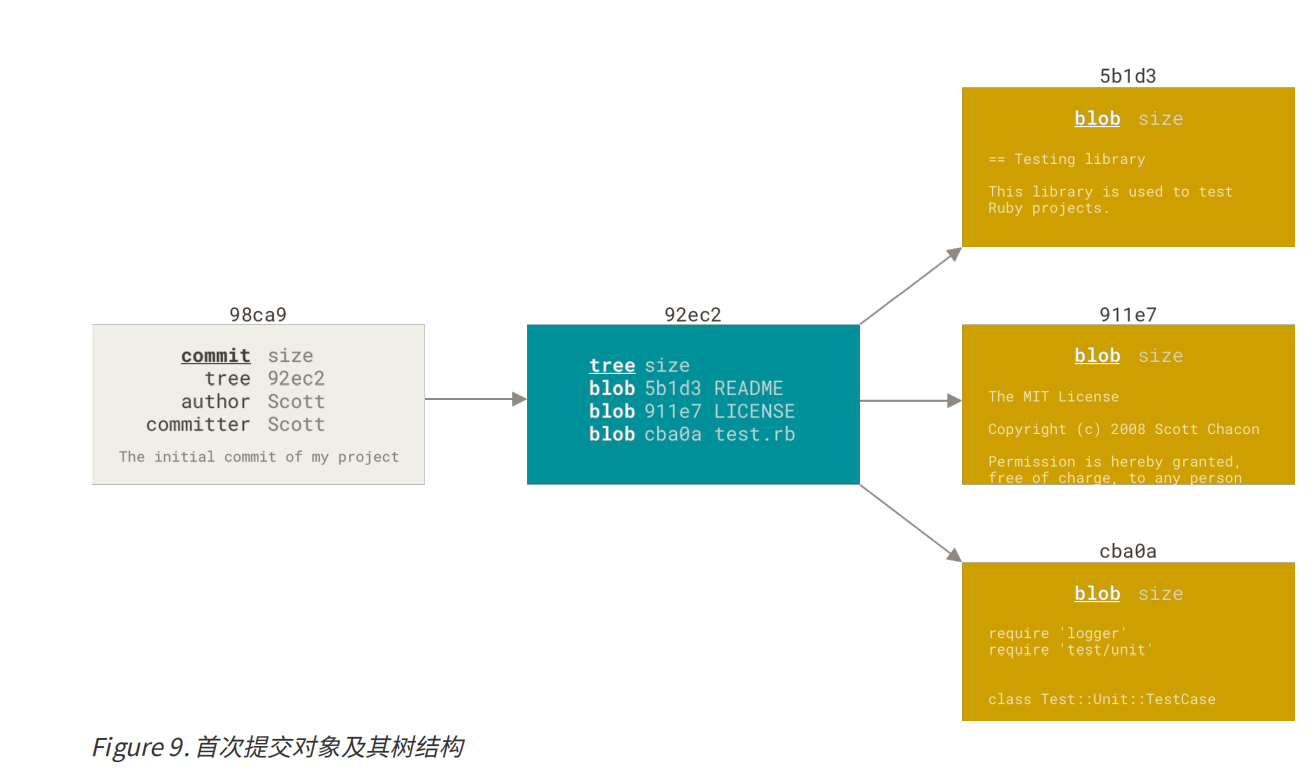 5b1d3
blob size
== Testing library
This library is used to test
Ruby projects.
98ca9
commit size
tree 92ec2
author Scott
committer Scott
The initial commit of my project
92ec2
tree size
blob 5b1d3 README
blob 911e7 LICENSE
blob cba0a test.rb
911e7
blob size
The MIT License
Copyright (c) 2008 Scott Chacon
Permission is hereby granted,
free of charge, to any person
cba0a
blob size
require 'logger'
require 'test/unit'
class Test::Unit::TestCase
Figure 9. 首次提交对象及其树结构